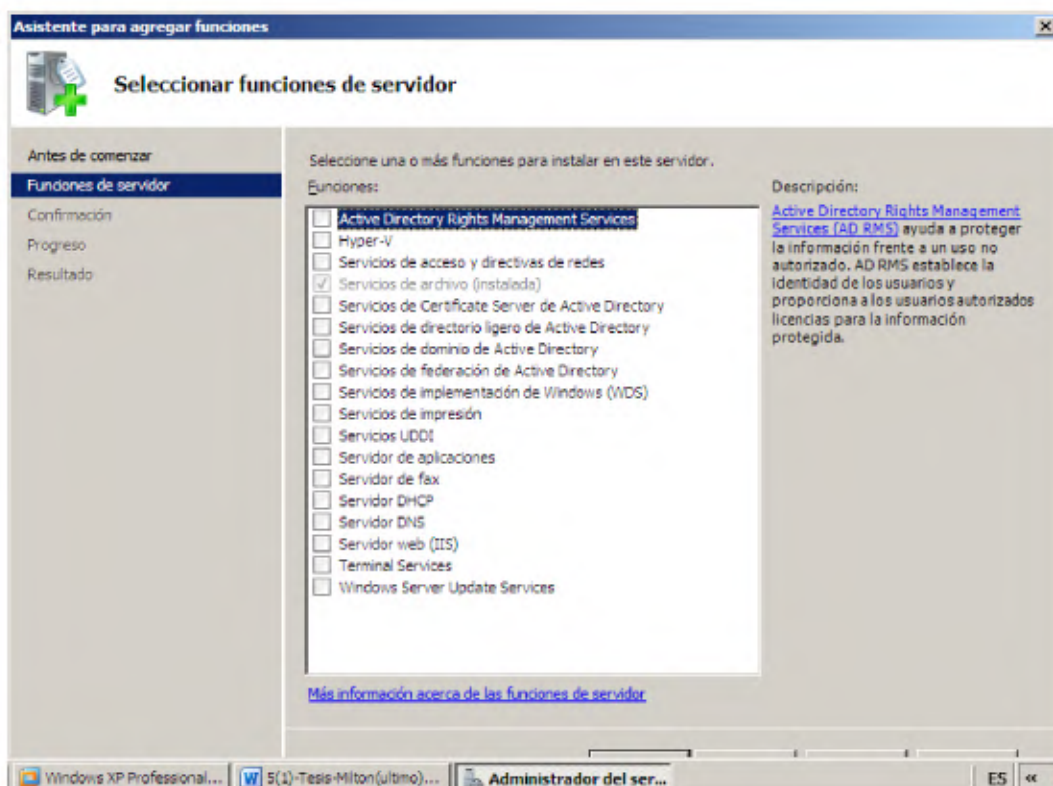 Asistente para agregar funciones
Seleccionar funciones de servidor
Antes de comenzar
Funciones de servidor
Confirmación
Progreso
Resultado
Seleccione una o más funciones para instalar en este servidor.
Funciones:
Active Directory Rights Management Services
Hyper-V
Servicios de acceso y directivas de redes
Servicios de archivo (instalada)
Servicios de Certificate Server de Active Directory
Servicios de directorio ligero de Active Directory
Servicios de dominio de Active Directory
Servicios de federación de Active Directory
Servicios de implementación de Windows (WDS)
Servicios de impresión
Servicios UDDI
Servidor de aplicaciones
Servidor de fax
Servidor DHCP
Servidor DNS
Servidor web (IIS)
Terminal Services
Windows Server Update Services
Más información acerca de las funciones de servidor
Descripción:
Active Directory Rights Management
Services (AD RMS) ayuda a proteger
la información frente a un uso no
autorizado. AD RMS establece la
identidad de los usuarios y
proporciona a los usuarios autorizados
licencias para la información
protegida.
Windows XP Professional...
5(1)-Tesis-Milton(ultimo)...
Administrador del ser...
ES